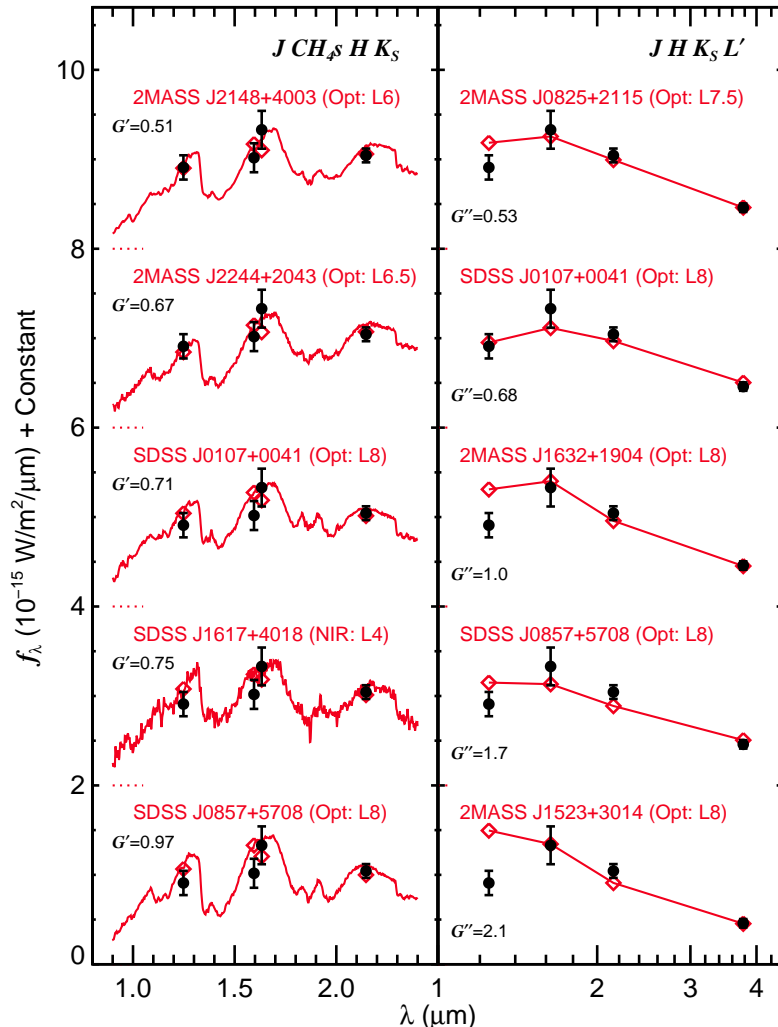 J CH₄s H K_S
J H K_S L′
2MASS J2148+4003 (Opt: L6)
G′=0.51
2MASS J2244+2043 (Opt: L6.5)
G′=0.67
SDSS J0107+0041 (Opt: L8)
G′=0.71
SDSS J1617+4018 (NIR: L4)
G′=0.75
SDSS J0857+5708 (Opt: L8)
G′=0.97
2MASS J0825+2115 (Opt: L7.5)
G′′=0.53
SDSS J0107+0041 (Opt: L8)
G′′=0.68
2MASS J1632+1904 (Opt: L8)
G′′=1.0
SDSS J0857+5708 (Opt: L8)
G′′=1.7
2MASS J1523+3014 (Opt: L8)
G′′=2.1
f_λ (10⁻¹⁵ W/m²/μm) + Constant
10
8
6
4
2
0
1.0 1.5 2.0 1 2 3 4
λ (μm)